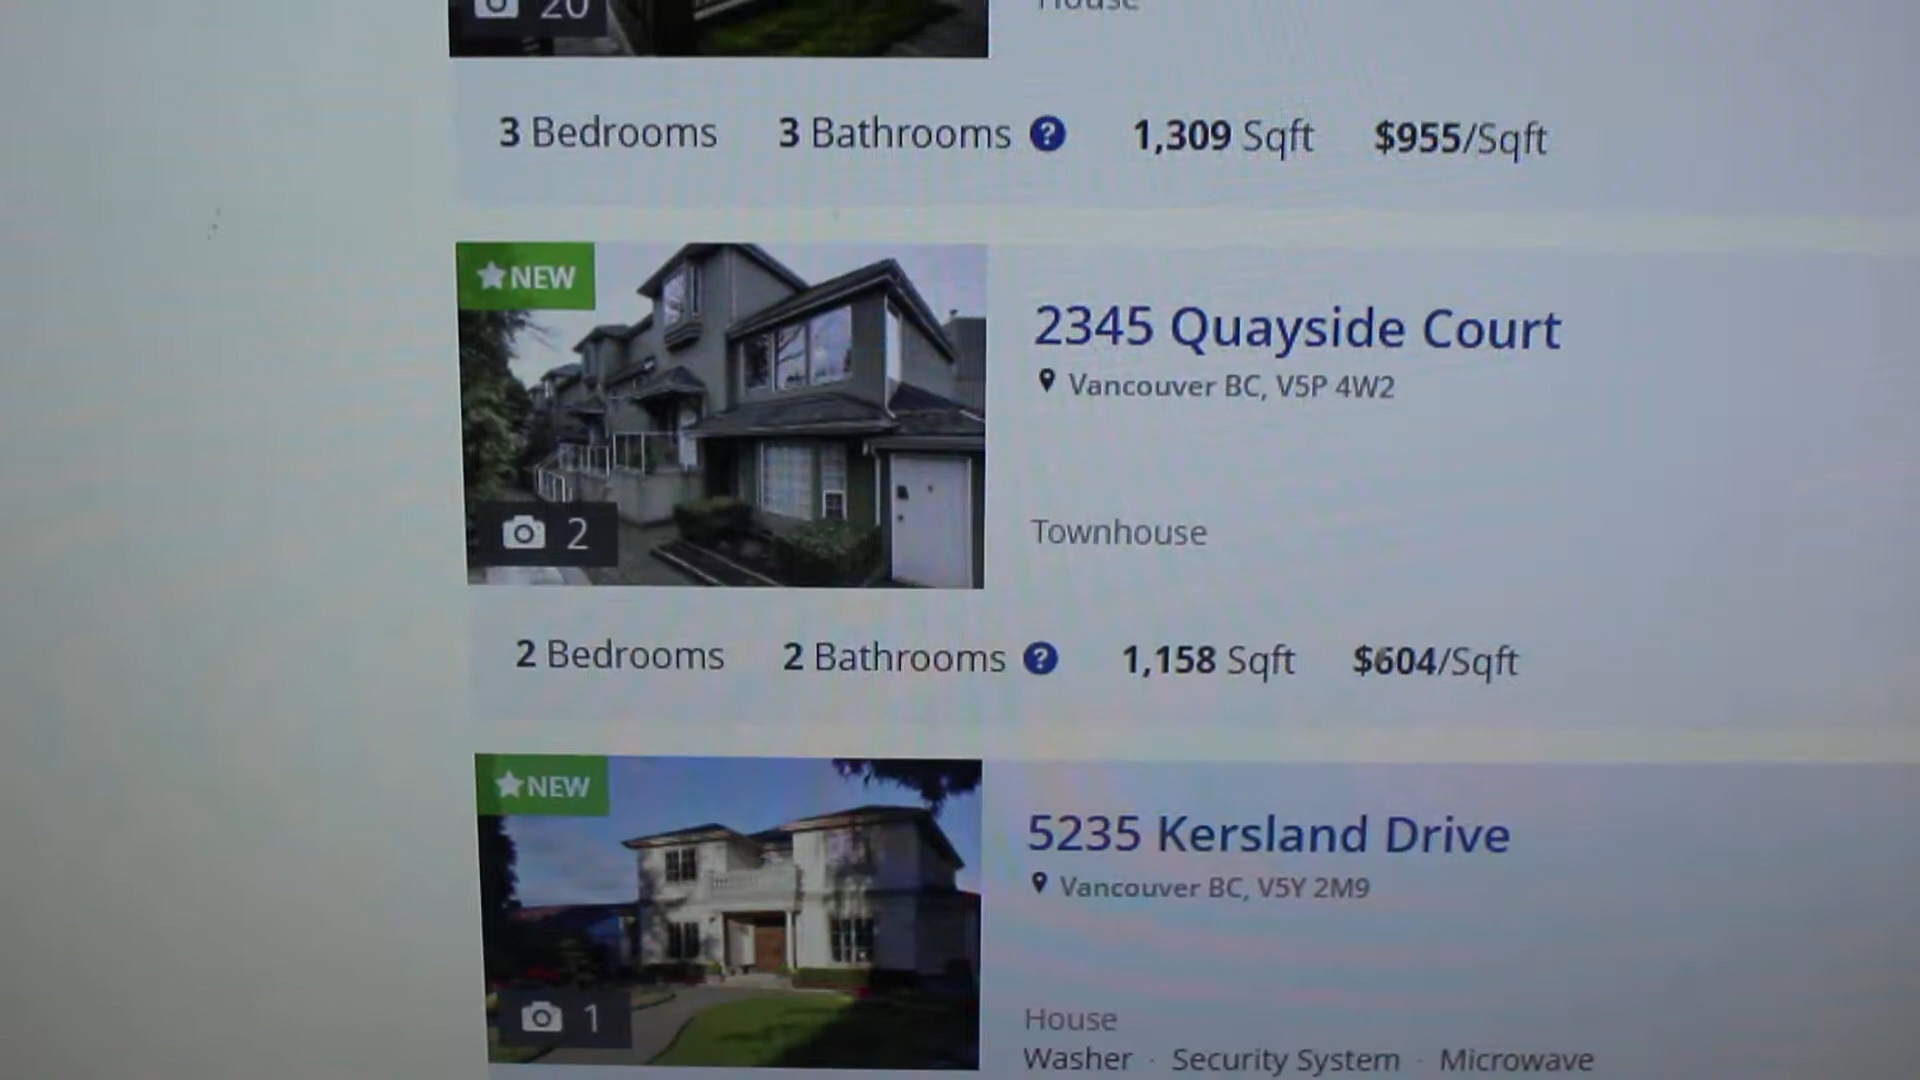 20
House
3 Bedrooms 3 Bathrooms ? 1,309 Sqft $955/Sqft
NEW
2345 Quayside Court
Vancouver BC, V5P 4W2
Townhouse
2
2 Bedrooms 2 Bathrooms ? 1,158 Sqft $604/Sqft
NEW
5235 Kersland Drive
Vancouver BC, V5Y 2M9
1
House
Washer · Security System · Microwave